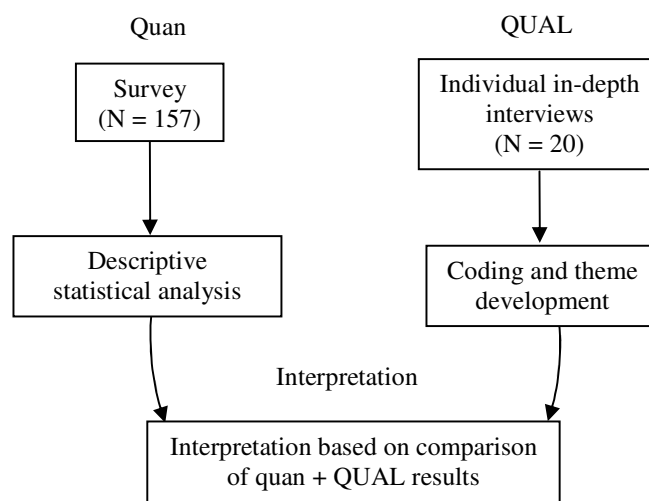 Quan
QUAL
Survey
(N = 157)
Individual in-depth
interviews
(N = 20)
Descriptive
statistical analysis
Coding and theme
development
Interpretation
Interpretation based on comparison
of quan + QUAL results